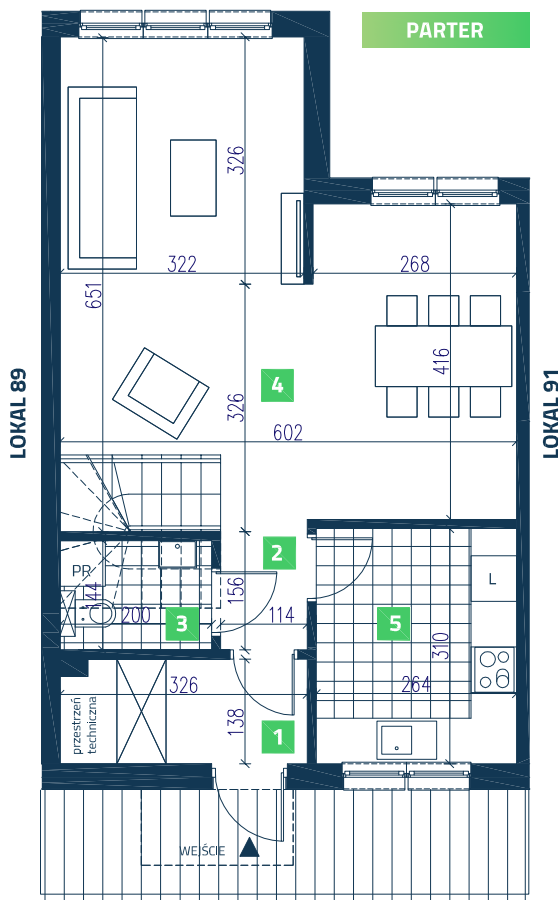 PARTER
326
322
268
651
416
LOKAL 89
LOKAL 91
4
326
602
2
PR
144
200
3
156
114
5
L
310
326
264
przestrzeń
techniczna
138
1
WEJŚCIE